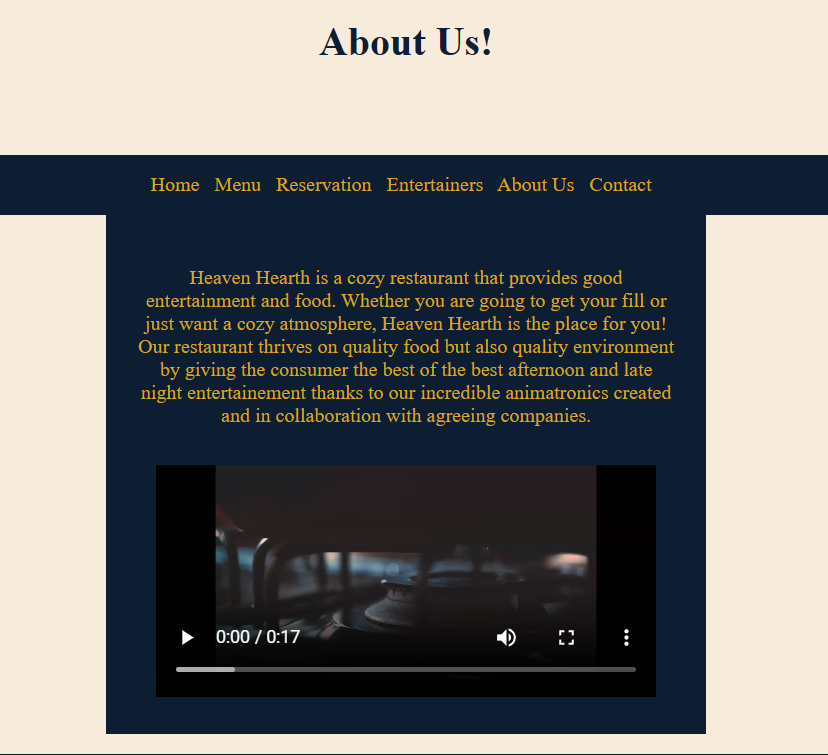 About Us!
Home Menu Reservation Entertainers About Us Contact
Heaven Hearth is a cozy restaurant that provides good
entertainment and food. Whether you are going to get your fill or
just want a cozy atmosphere, Heaven Hearth is the place for you!
Our restaurant thrives on quality food but also quality environment
by giving the consumer the best of the best afternoon and late
night entertainement thanks to our incredible animatronics created
and in collaboration with agreeing companies.
0:00 / 0:17